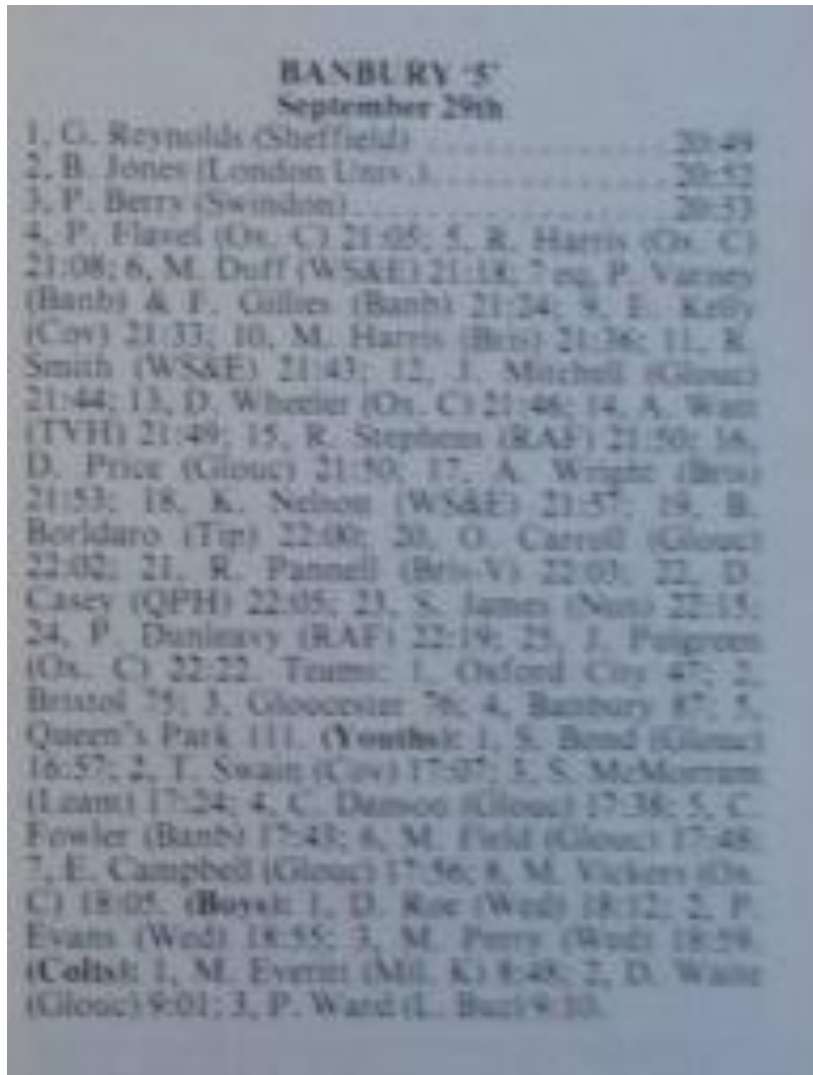 BANBURY '5'
September 29th
1, G. Reynolds (Sheffield) 20:49
2, B. Jones (London Univ.) 20:52
3, P. Berry (Swindon) 20:53
4, P. Flavel (Ox. C) 21:05; 5, R. Harris (Ox. C)
21:08; 6, M. Duff (WS&E) 21:18; 7 eq, P. Varney
(Banb) & F. Gillies (Banb) 21:24; 9, E. Kelly
(Cov) 21:33; 10, M. Harris (Bris) 21:36; 11, R.
Smith (WS&E) 21:43; 12, J. Mitchell (Glouc)
21:44; 13, D. Wheeler (Ox. C) 21:46; 14, A. Watt
(TVH) 21:49; 15, R. Stephens (RAF) 21:50; 16,
D. Price (Glouc) 21:50; 17, A. Wright (Bris)
21:53; 18, K. Nelson (WS&E) 21:57; 19, B.
(Tip) 22:00; 20, O. Carroll (Glouc)
22:02; 21, R. Pannell (Bris-V) 22:03; 22, D.
Casey (QPH) 22:05; 23, S. James (Nun) 22:15;
24, P. Dunleavy (RAF) 22:19; 25, J.
(Ox. C) 22:22. Teams: 1, Oxford City 47; 2,
Bristol 75; 3, Gloucester 76; 4, Banbury 87; 5,
Queen's Park 111. (Youths): 1, S. Bond (Glouc)
16:57; 2, T. Swain (Cov) 17:07; 3, S.
(Leam) 17:24; 4, C. (Glouc) 17:38; 5, C.
Fowler (Banb) 17:43; 6, M. Field (Glouc) 17:48;
7, E. Campbell (Glouc) 17:56; 8, M. Vickers (Ox.
C) 18:05. (Boys): 1, D. Roe (Wed) 18:12; 2, P.
Evans (Wed) 18:55; 3, M. Perry (Wed) 18:59.
(Colts): 1, M. Everitt (Mil. K) 8:48; 2, D. Waite
(Glouc) 9:01; 3, P. Ward (L. Buz) 9:10.